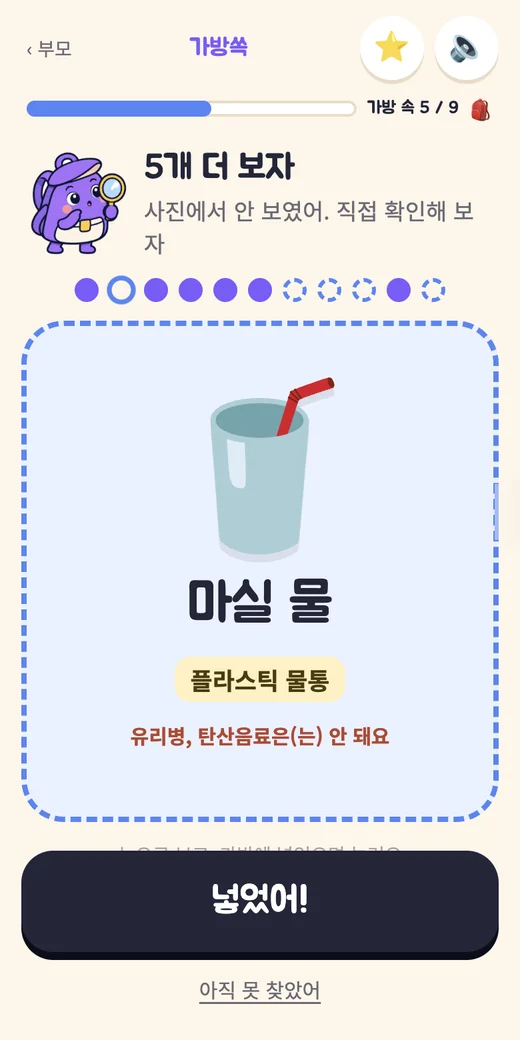 ‹ 부모
가방쏙
가방 속 5 / 9
5개 더 보자
사진에서 안 보였어. 직접 확인해 보
자
마실 물
플라스틱 물통
유리병, 탄산음료은(는) 안 돼요
넣었어!
아직 못 찾았어